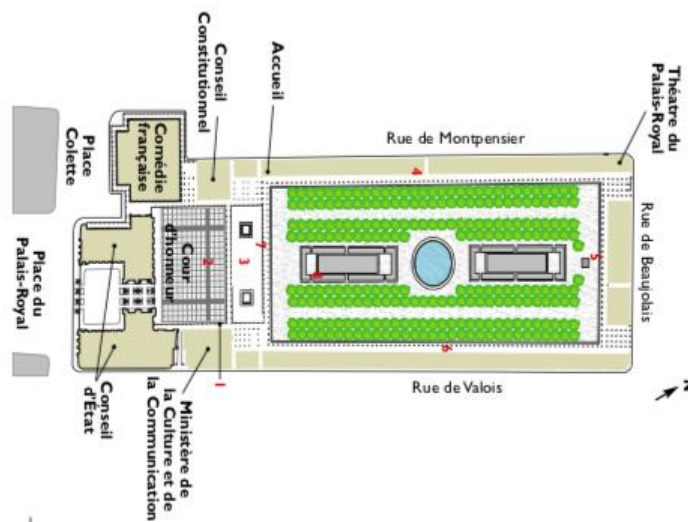 Théatre du
Palais-Royal
Rue de Montpensier
Accueil
Conseil
Constitutionnel
Comédie
française
Place
Colette
Place du
Palais-Royal
Cour
d'honneur
Conseil
d'État
Ministère de
la Culture et de
la Communication
Rue de Valois
Rue de Beaujolais
1
2
3
4
5
6
7